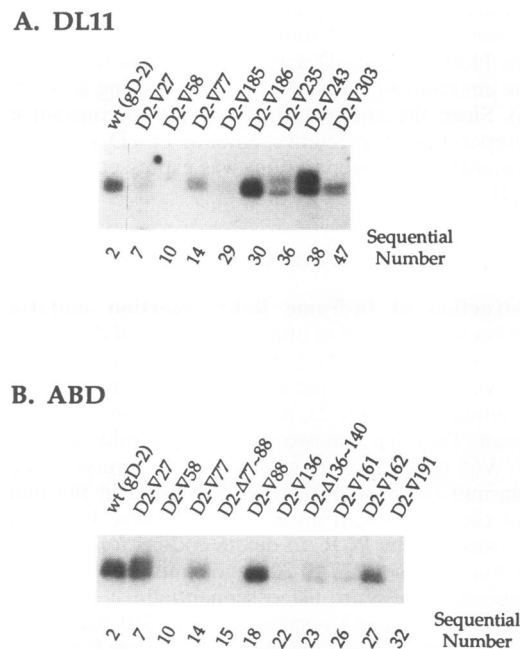 A. DL11
wt (gD-2)
D2-∇27
D2-∇58
D2-∇77
D2-∇185
D2-∇186
D2-∇235
D2-∇243
D2-∇303
2 7 10 14 29 30 36 38 47
Sequential
Number
B. ABD
wt (gD-2)
D2-∇27
D2-∇58
D2-∇77
D2-Δ77~88
D2-∇88
D2-∇136
D2-Δ136~140
D2-∇161
D2-∇162
D2-∇191
2 7 10 14 15 18 22 23 26 27 32
Sequential
Number